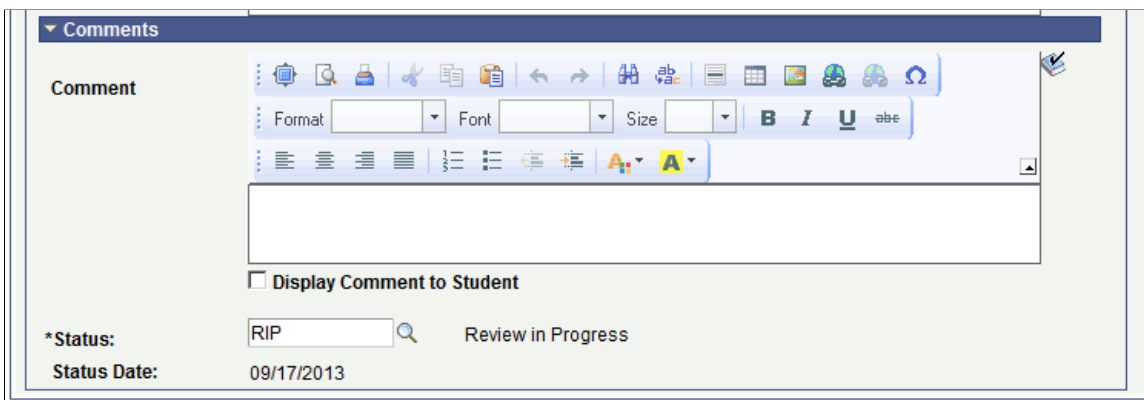 Comments
Comment
Format Font Size B I U abc
A A
Display Comment to Student
*Status: RIP Review in Progress
Status Date: 09/17/2013